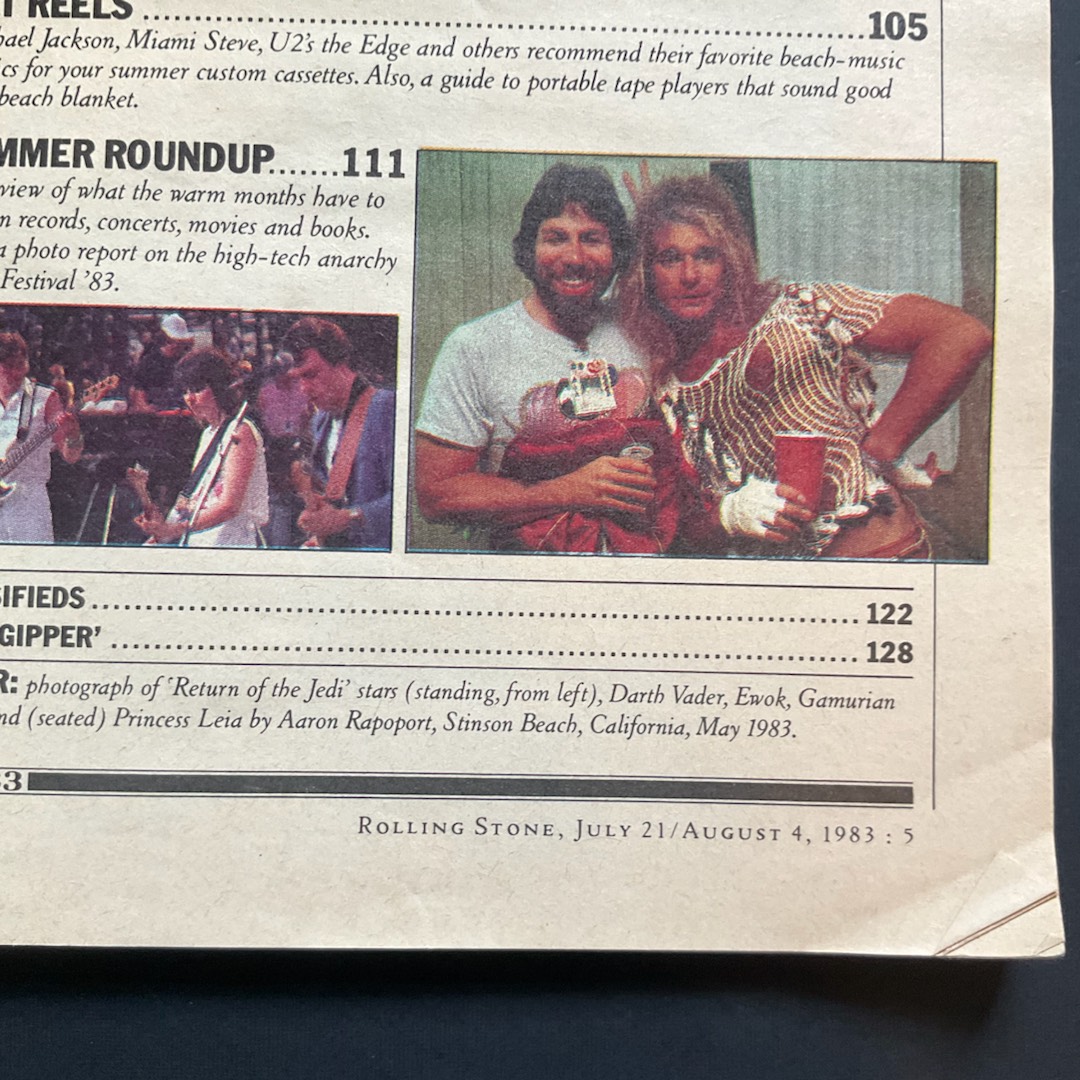 T REELS 105
hael Jackson, Miami Steve, U2's the Edge and others recommend their favorite beach-music
cs for your summer custom cassettes. Also, a guide to portable tape players that sound good
beach blanket.
MMER ROUNDUP.......111
view of what the warm months have to
n records, concerts, movies and books.
a photo report on the high-tech anarchy
Festival '83.
SIFIEDS 122
GIPPER' 128
R: photograph of 'Return of the Jedi' stars (standing, from left), Darth Vader, Ewok, Gamurian
nd (seated) Princess Leia by Aaron Rapoport, Stinson Beach, California, May 1983.
3
ROLLING STONE, JULY 21/AUGUST 4, 1983 : 5